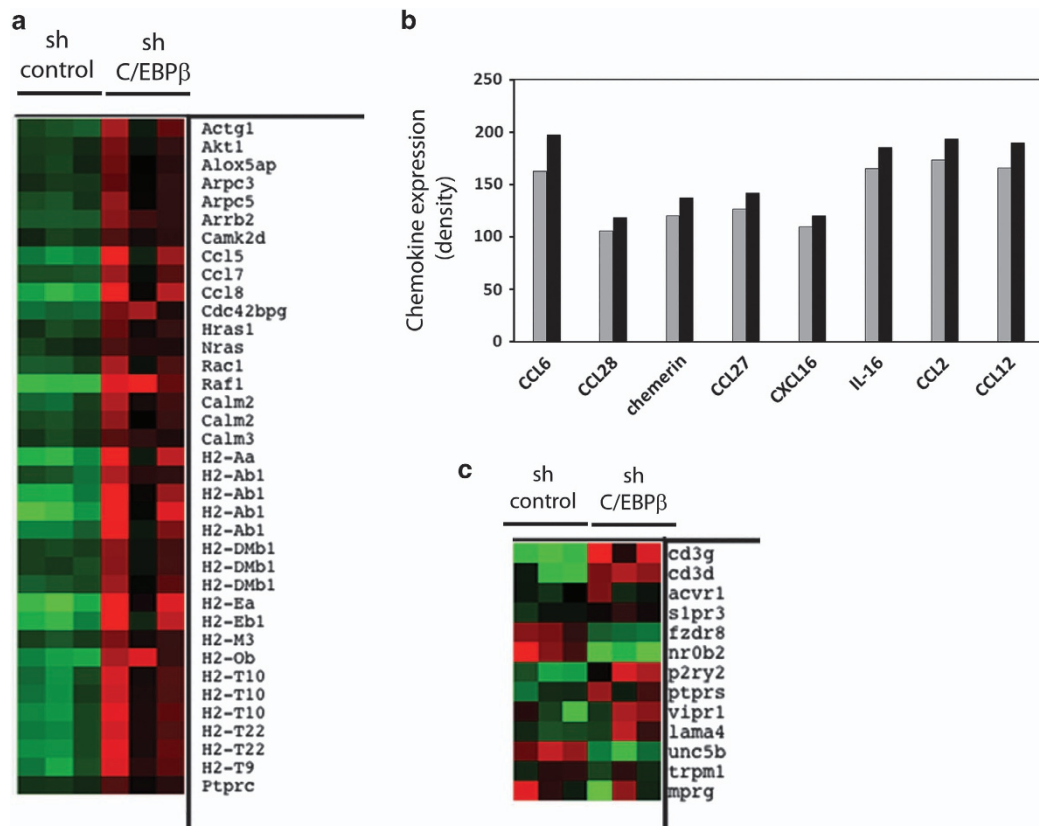 a
sh
control
sh
C/EBPβ
Actg1
Akt1
Alox5ap
Arpc3
Arpc5
Arrb2
Camk2d
Ccl5
Ccl7
Ccl8
Cdc42bpg
Hras1
Nras
Rac1
Raf1
Calm2
Calm2
Calm3
H2-Aa
H2-Ab1
H2-Ab1
H2-Ab1
H2-Ab1
H2-DMb1
H2-DMb1
H2-DMb1
H2-Ea
H2-Eb1
H2-M3
H2-Ob
H2-T10
H2-T10
H2-T10
H2-T22
H2-T22
H2-T9
Ptprc
b
Chemokine expression
(density)
250
200
150
100
50
0
CCL6
CCL28
chemerin
CCL27
CXCL16
IL-16
CCL2
CCL12
c
sh
control
sh
C/EBPβ
cd3g
cd3d
acvr1
s1pr3
fzdr8
nr0b2
p2ry2
ptprs
vipr1
lama4
unc5b
trpm1
mprg